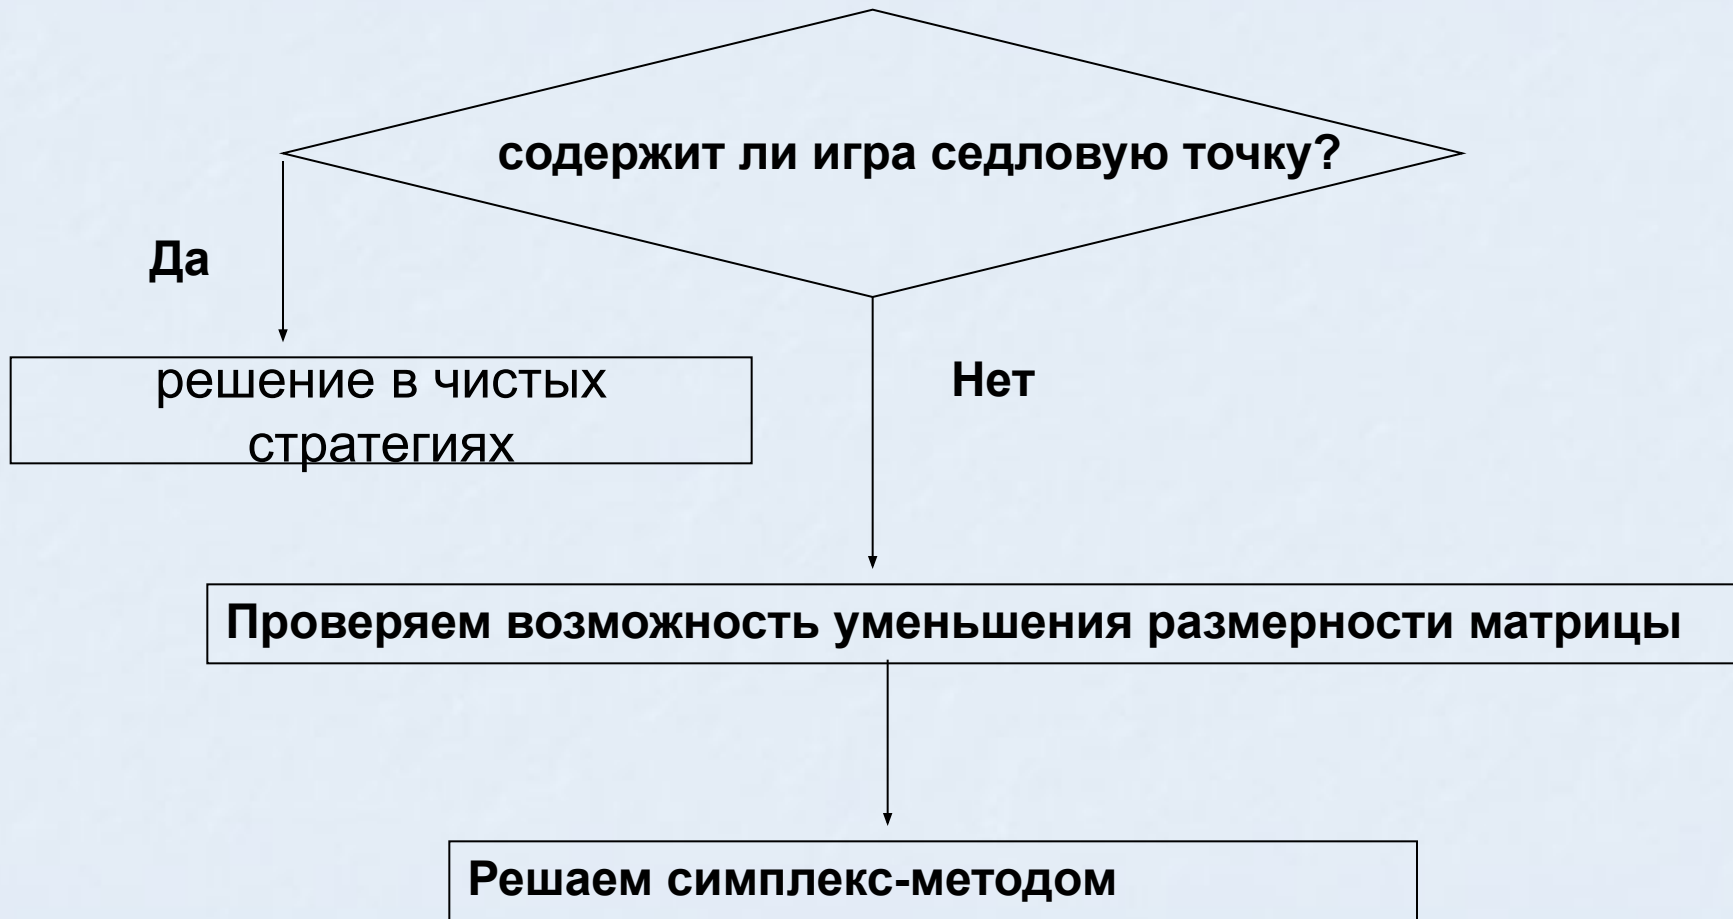 содержит ли игра седловую точку?
Да
решение в чистых
стратегиях
Нет
Проверяем возможность уменьшения размерности матрицы
Решаем симплекс-методом